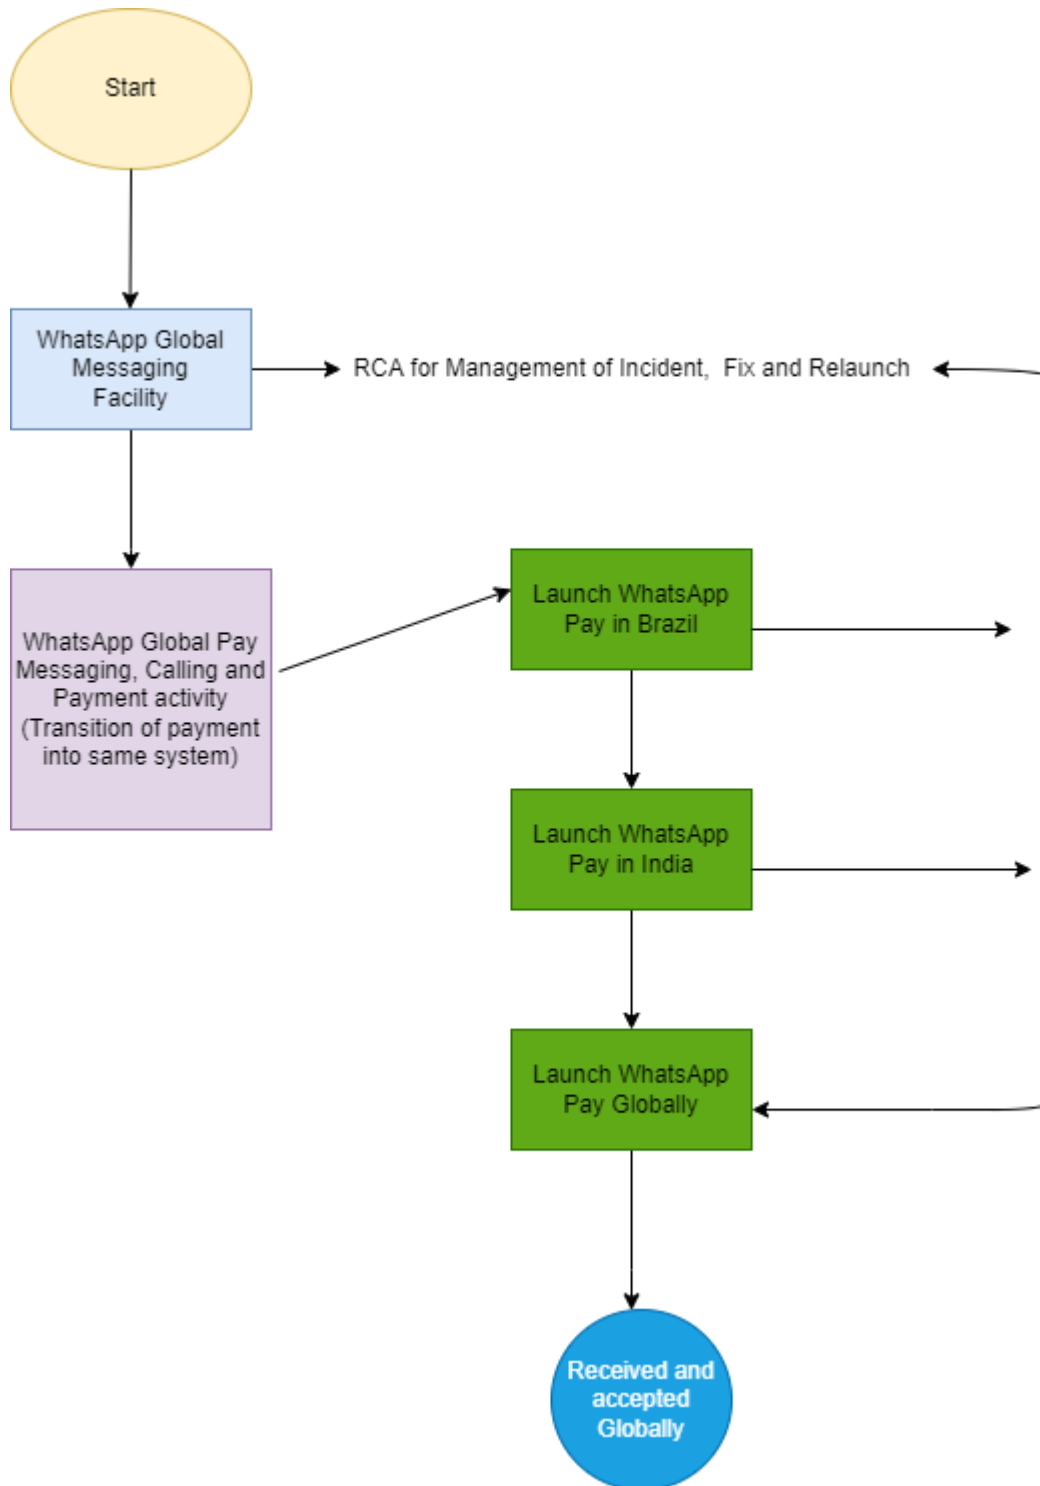 Start
WhatsApp Global
Messaging
Facility
RCA for Management of Incident,  Fix and Relaunch
WhatsApp Global Pay
Messaging, Calling and
Payment activity
(Transition of payment
into same system)
Launch WhatsApp
Pay in Brazil
Launch WhatsApp
Pay in India
Launch WhatsApp
Pay Globally
Received and
accepted
Globally